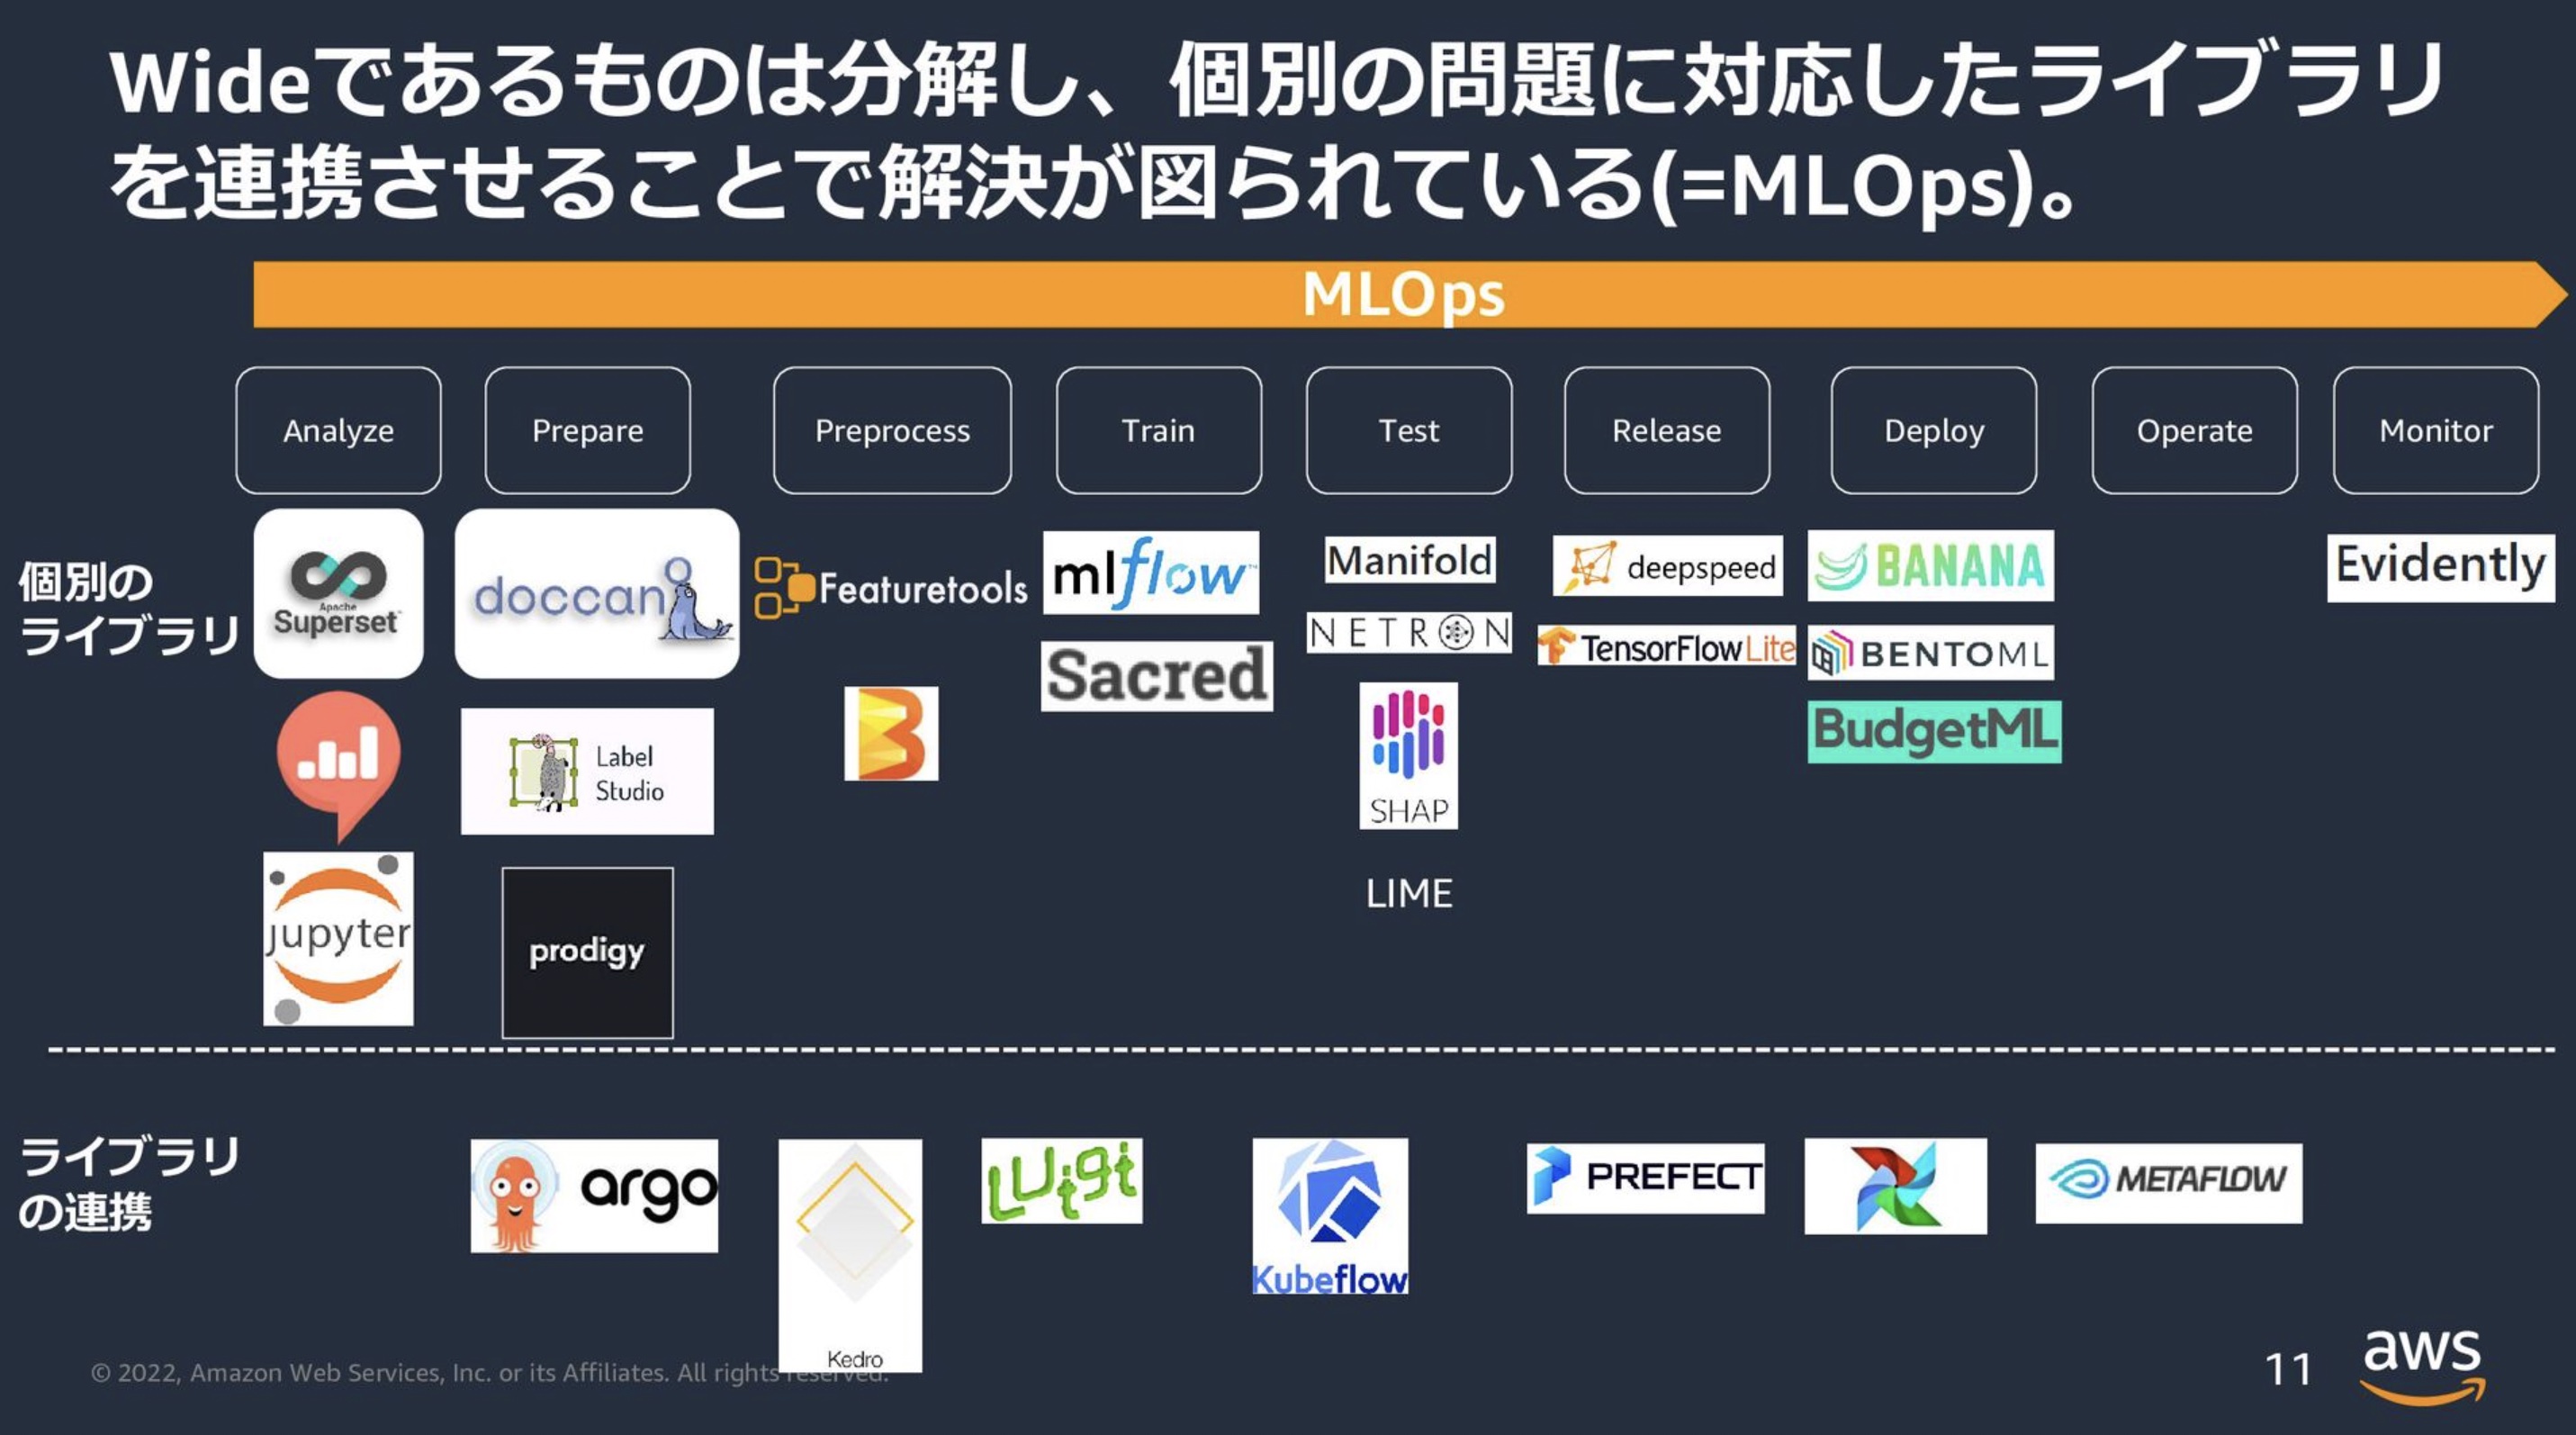 Wideであるものは分解し、個別の問題に対応したライブラリ
を連携させることで解決が図られている(=MLOps)。
MLOps
Analyze
Prepare
Preprocess
Train
Test
Release
Deploy
Operate
Monitor
個別の
ライブラリ
Apache
Superset
doccano
Featuretools
mlflow
Manifold
deepspeed
BANANA
Evidently
NETRON
TensorFlow Lite
BENTOML
Sacred
BudgetML
Label
Studio
SHAP
LIME
jupyter
prodigy
ライブラリ
の連携
argo
Kedro
Luigi
Kubeflow
PREFECT
METAFLOW
© 2022, Amazon Web Services, Inc. or its Affiliates. All rights reserved.
11
aws